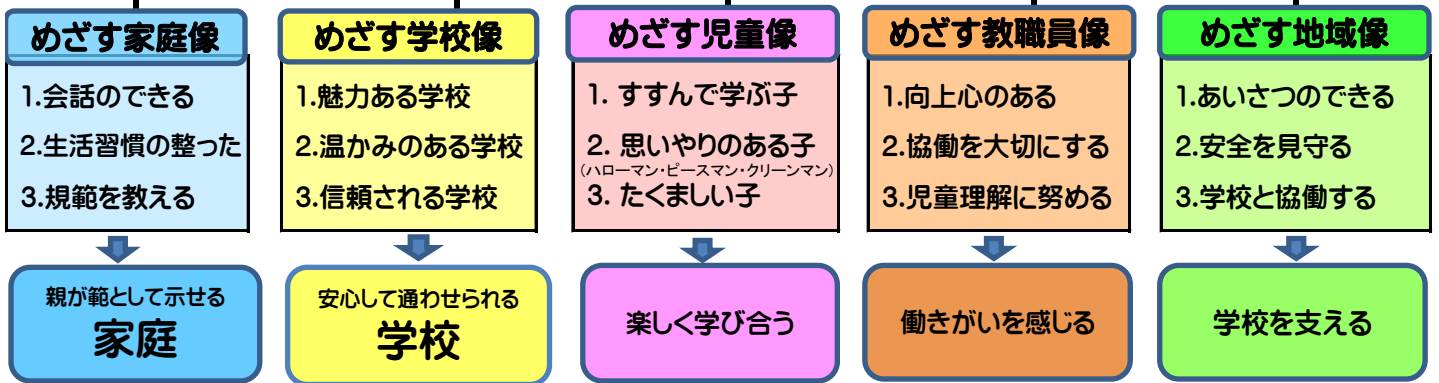 めざす家庭像
1.会話のできる
2.生活習慣の整った
3.規範を教える
親が範として示せる
家庭
めざす学校像
1.魅力ある学校
2.温かみのある学校
3.信頼される学校
安心して通わせられる
学校
めざす児童像
1. すすんで学ぶ子
2. 思いやりのある子
(ハローマン・ピースマン・クリーンマン)
3. たくましい子
楽しく学び合う
めざす教職員像
1.向上心のある
2.協働を大切にする
3.児童理解に努める
働きがいを感じる
めざす地域像
1.あいさつのできる
2.安全を見守る
3.学校と協働する
学校を支える